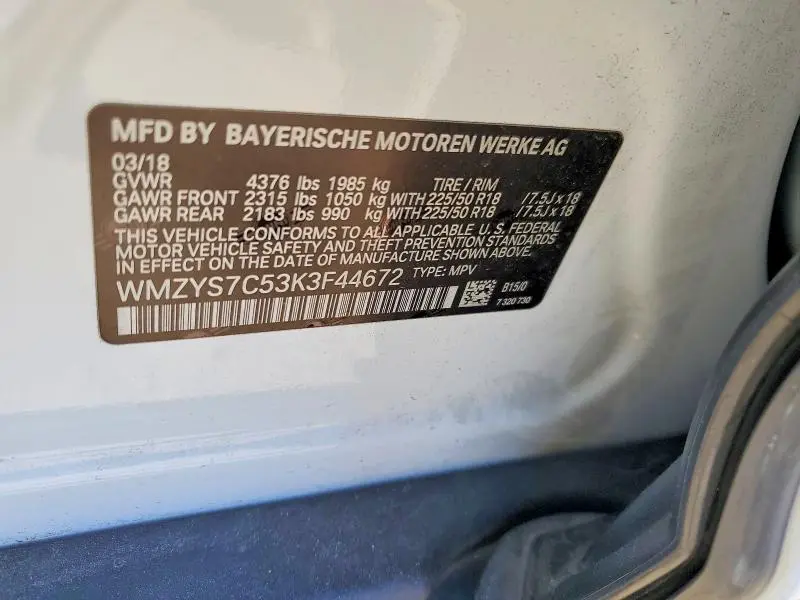 MFD BY BAYERISCHE MOTOREN WERKE AG
03/18
GVWR 4376 lbs 1985 kg TIRE / RIM
GAWR FRONT 2315 lbs 1050 kg WITH 225/50 R18 /7.5J x 18
GAWR REAR 2183 lbs 990 kg WITH 225/50 R18 /7.5J x 18
THIS VEHICLE CONFORMS TO ALL APPLICABLE U. S. FEDERAL
MOTOR VEHICLE SAFETY AND THEFT PREVENTION STANDARDS
IN EFFECT ON THE DATE OF MANUFACTURE SHOWN ABOVE.
WMZYS7C53K3F44672 TYPE: MPV
B15/0
7 320 730